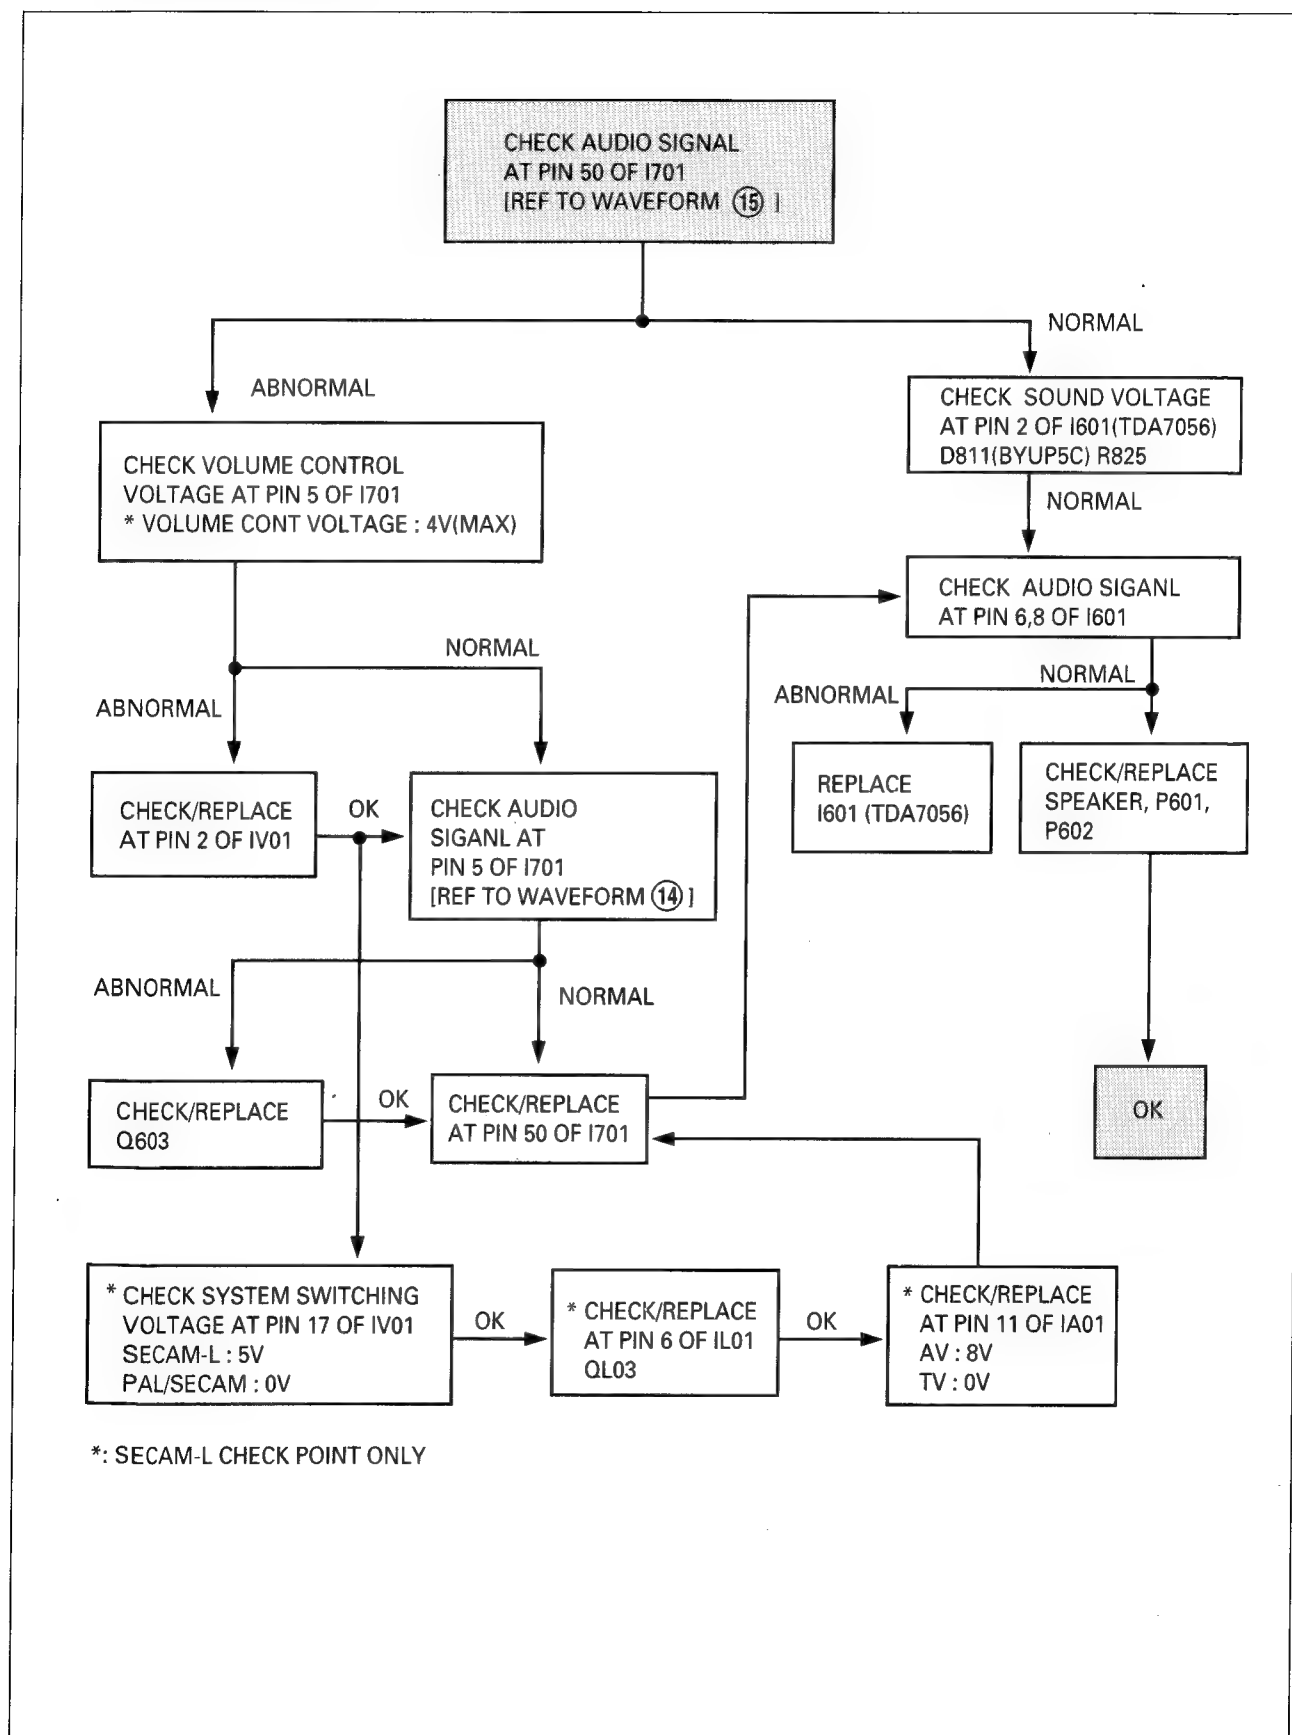 CHECK AUDIO SIGNAL
AT PIN 50 OF I701
[REF TO WAVEFORM ⑮ ]
NORMAL
ABNORMAL
CHECK SOUND VOLTAGE
AT PIN 2 OF I601(TDA7056)
D811(BYUP5C) R825
CHECK VOLUME CONTROL
VOLTAGE AT PIN 5 OF I701
* VOLUME CONT VOLTAGE : 4V(MAX)
NORMAL
CHECK AUDIO SIGANL
AT PIN 6,8 OF I601
NORMAL
ABNORMAL
NORMAL
ABNORMAL
CHECK/REPLACE
AT PIN 2 OF IV01
OK
CHECK AUDIO
SIGANL AT
PIN 5 OF I701
[REF TO WAVEFORM ⑭ ]
REPLACE
I601 (TDA7056)
CHECK/REPLACE
SPEAKER, P601,
P602
ABNORMAL
NORMAL
CHECK/REPLACE
Q603
OK
CHECK/REPLACE
AT PIN 50 OF I701
OK
* CHECK SYSTEM SWITCHING
VOLTAGE AT PIN 17 OF IV01
SECAM-L : 5V
PAL/SECAM : 0V
OK
* CHECK/REPLACE
AT PIN 6 OF IL01
QL03
OK
* CHECK/REPLACE
AT PIN 11 OF IA01
AV : 8V
TV : 0V
*: SECAM-L CHECK POINT ONLY